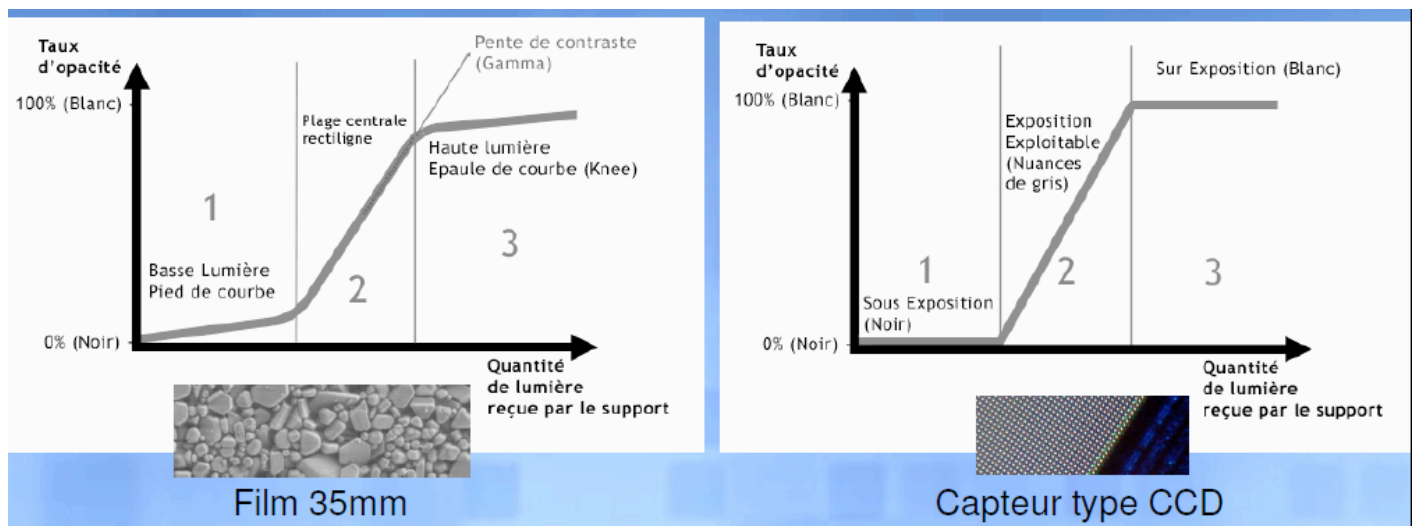 Taux
d'opacité
100% (Blanc)
Pente de contraste
(Gamma)
Plage centrale
rectiligne
Haute lumière
Epaule de courbe (Knee)
1
2
3
Basse Lumière
Pied de courbe
0% (Noir)
Quantité
de lumière
reçue par le support
Film 35mm
Taux
d'opacité
100% (Blanc)
Sur Exposition (Blanc)
Exposition
Exploitable
(Nuances
de gris)
1
2
3
Sous Exposition
(Noir)
0% (Noir)
Quantité
de lumière
reçue par le support
Capteur type CCD